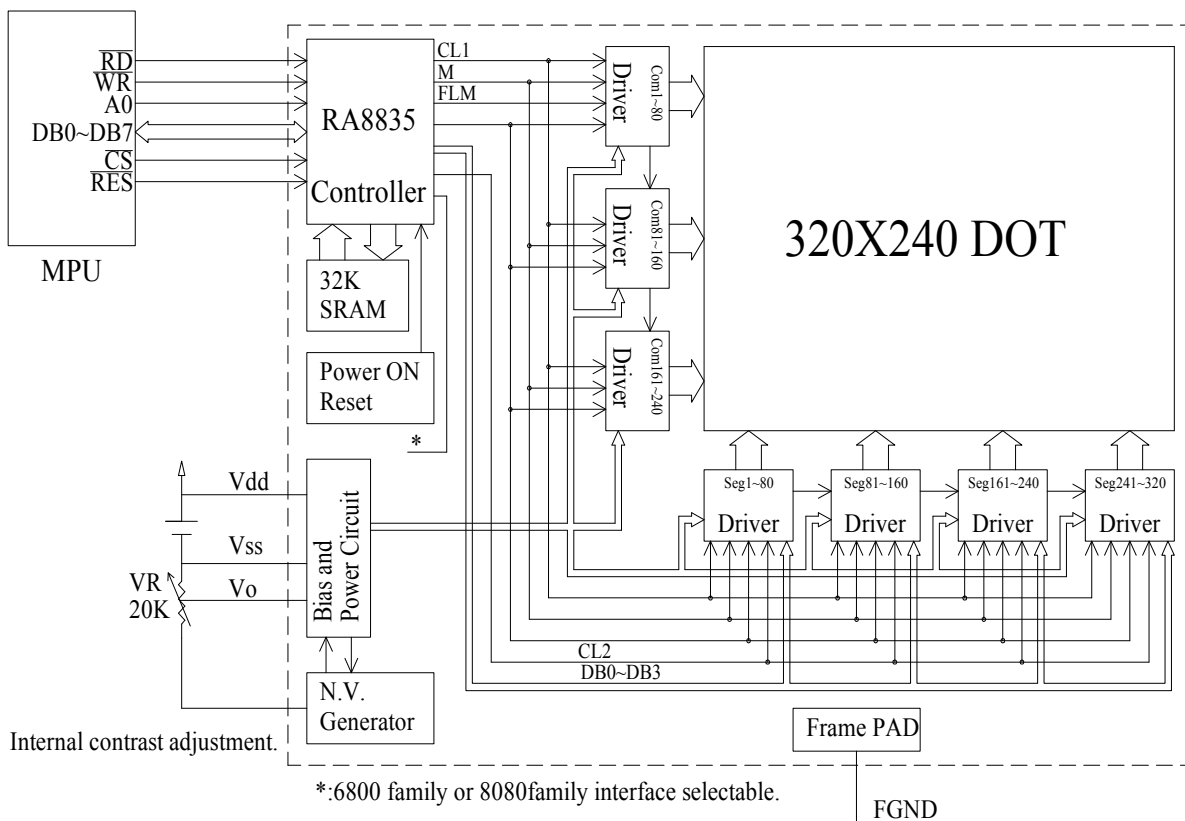 RD
WR
A0
DB0~DB7
CS
RES
MPU
RA8835
Controller
CL1
M
FLM
32K
SRAM
Power ON
Reset
*
Driver
Com1~80
Driver
Com81~160
Driver
Com161~240
320X240 DOT
Seg1~80
Driver
Seg81~160
Driver
Seg161~240
Driver
Seg241~320
Driver
Vdd
Vss
Vo
VR
20K
Bias and
Power Circuit
N.V.
Generator
CL2
DB0~DB3
Internal contrast adjustment.
Frame PAD
FGND
*:6800 family or 8080family interface selectable.